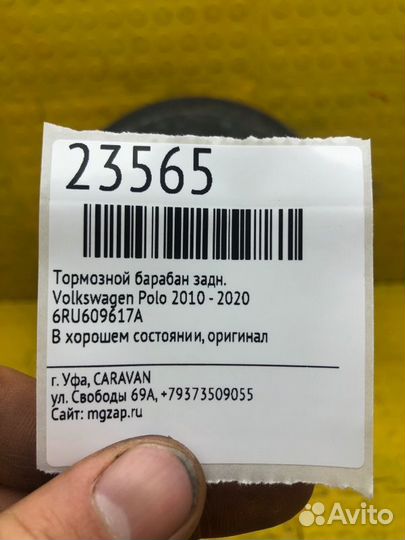 23565
Тормозной барабан задн.
Volkswagen Polo 2010 - 2020
6RU609617A
В хорошем состоянии, оригинал
г. Уфа, CARAVAN
ул. Свободы 69А, +79373509055
Сайт: mgzap.ru
Avito